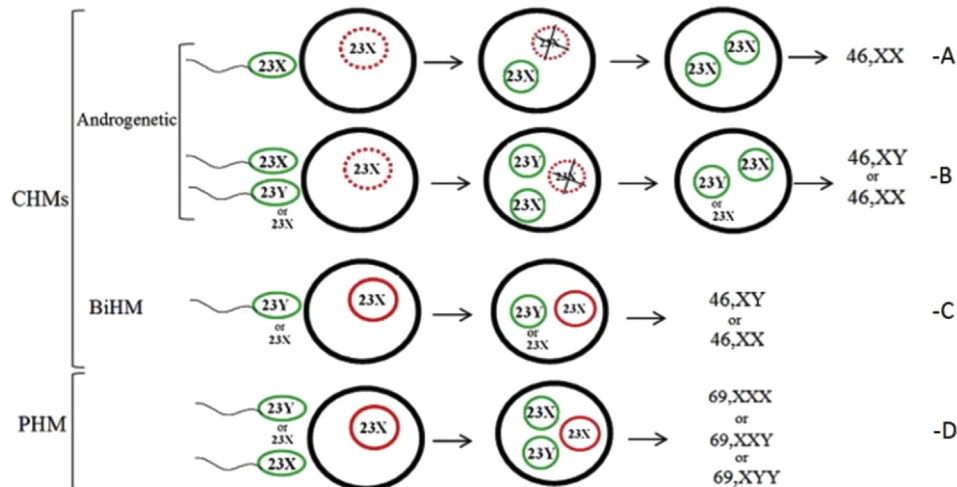 CHMs
Androgenetic
23X
23X
23X
23X
23X
23X
46,XX
-A
23X
23Y
or
23X
23X
23Y
23X
23X
23X
23Y
or
23X
46,XY
or
46,XX
-B
BiHM
23Y
or
23X
23X
23Y
or
23X
23X
46,XY
or
46,XX
-C
PHM
23Y
or
23X
23X
23X
23X
23Y
23X
69,XXX
or
69,XXY
or
69,XYY
-D